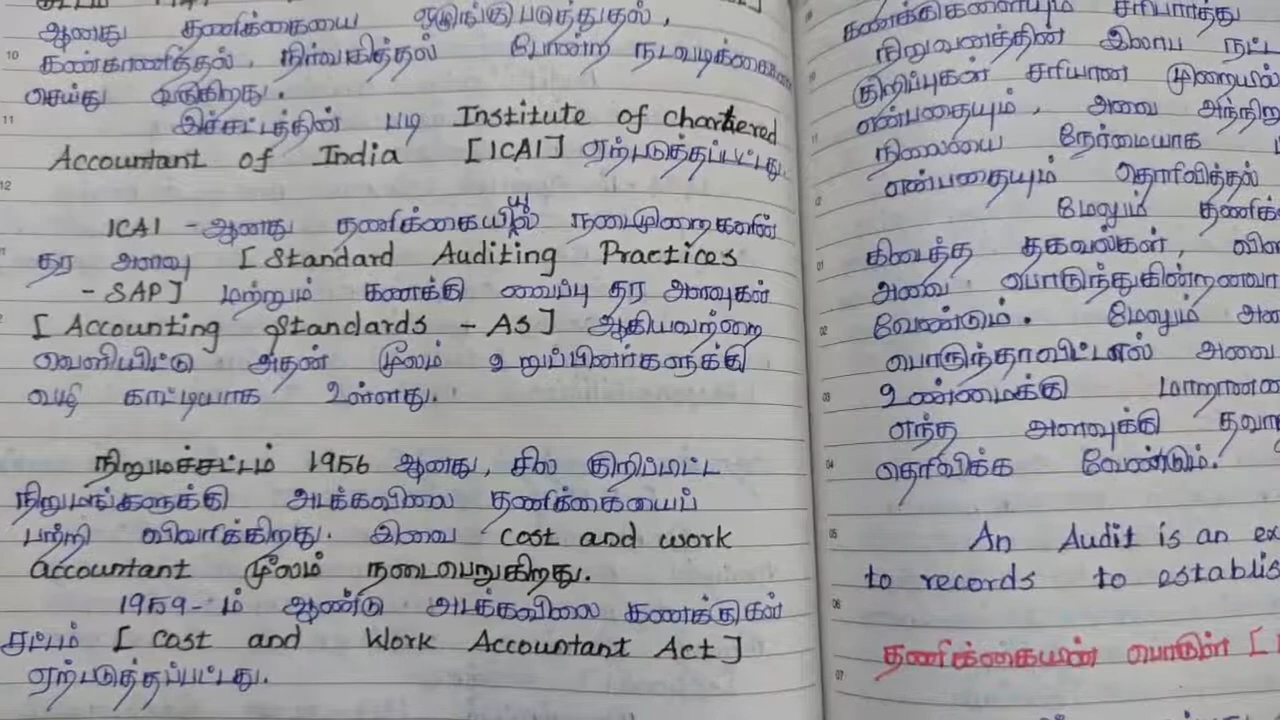 ஆனது தணிக்கையை ஒழுங்குபடுத்துதல்,
கண்காணித்தல், நிர்வகித்தல் போன்ற நடவடிக்கைகளை
செய்து வருகிறது.
இச்சட்டத்தின் படி Institute of chartered
Accountant of India [ICAI] ஏற்படுத்தப்பட்டது.
ICAI - ஆனது தணிக்கையியல் நடைமுறைகளின்
தர அளவு [Standard Auditing Practices
- SAP] மற்றும் கணக்கு வைப்பு தர அளவுகள்
[Accounting Standards - AS] ஆகியவற்றை
வெளியிட்டு அதன் மூலம் உறுப்பினர்களுக்கு
வழி காட்டியாக உள்ளது.
நிறுமச்சட்டம் 1956 ஆனது, சில குறிப்பிட்ட
நிறுமங்களுக்கு அடக்கவிலை தணிக்கையைப்
பற்றி விவரிக்கிறது. இவை cost and work
accountant மூலம் நடைபெறுகிறது.
1959-ம் ஆண்டு அடக்கவிலை கணக்குகள்
சட்டம் [cost and Work Accountant Act]
ஏற்படுத்தப்பட்டது.
கணக்குகளையும் சரிபார்த்து
நிறுவனத்தின் இலாப நட்ட
குறிப்புகள் சரியான முறையில்
என்பதையும், அவை அந்நிறு
நிலையை நேர்மையாக
என்பதையும் தெரிவித்தல்
மேலும் தணிக்
கிடைத்த தகவல்கள், வின
அவை பொருந்துகின்றனவா
வேண்டும். மேலும் அவ
பொருந்தாவிட்டால் அவை
உண்மைக்கு மாறான
எந்த அளவுக்கு தவற
தெரிவிக்க வேண்டும்.
An Audit is an ex
to records to establis
தணிக்கையின் பொருள் [